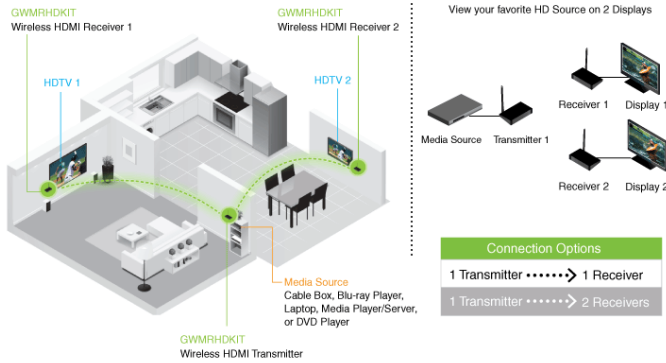 GWMRHDKIT
Wireless HDMI Receiver 1
GWMRHDKIT
Wireless HDMI Receiver 2
HDTV 1
HDTV 2
Media Source
Cable Box, Blu-ray Player,
Laptop, Media Player/Server,
or DVD Player
GWMRHDKIT
Wireless HDMI Transmitter
View your favorite HD Source on 2 Displays
Receiver 1
Display 1
Media Source
Transmitter 1
Receiver 2
Display 2
Connection Options
1 Transmitter 1 Receiver
1 Transmitter 2 Receivers